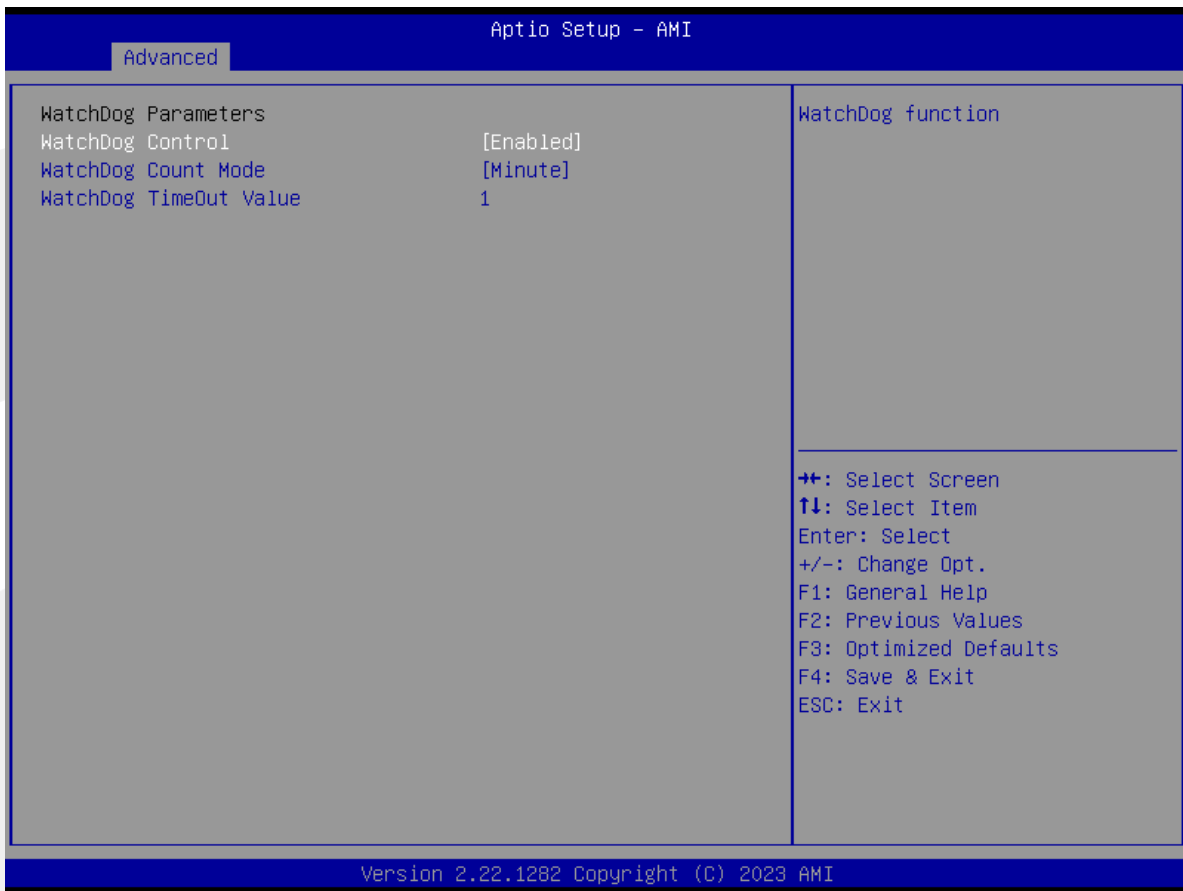 Aptio Setup – AMI
Advanced
WatchDog Parameters
WatchDog Control [Enabled]
WatchDog Count Mode [Minute]
WatchDog TimeOut Value 1
WatchDog function
→←: Select Screen
↑↓: Select Item
Enter: Select
+/-: Change Opt.
F1: General Help
F2: Previous Values
F3: Optimized Defaults
F4: Save & Exit
ESC: Exit
Version 2.22.1282 Copyright (C) 2023 AMI